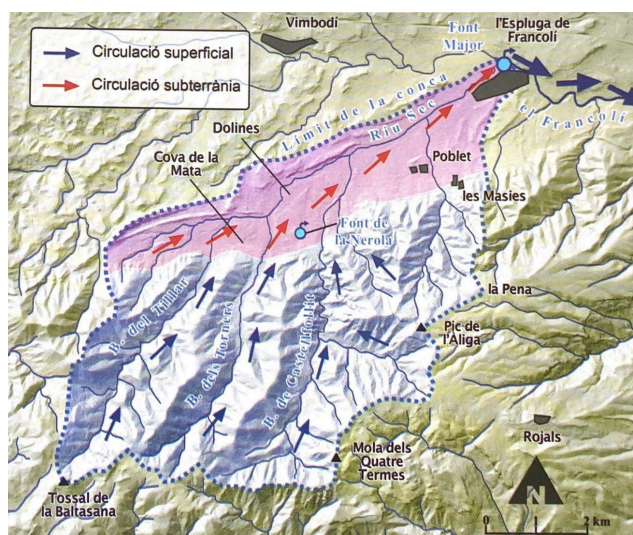 Vimbodí
l'Espluga de
Francolí
Font
Major
Circulació superficial
Circulació subterrània
Límit de la conca
Riu Sec
el Francolí
Dolines
Cova de la
Mata
Poblet
les Masies
Font de
la Nerola
la Pena
B. del Titllar
B. dels Torners
B. de Castellfollit
Pic de
l'Àliga
Rojals
Mola dels
Quatre
Termes
Tossal de
la Baltasana
N
0 1 2 km